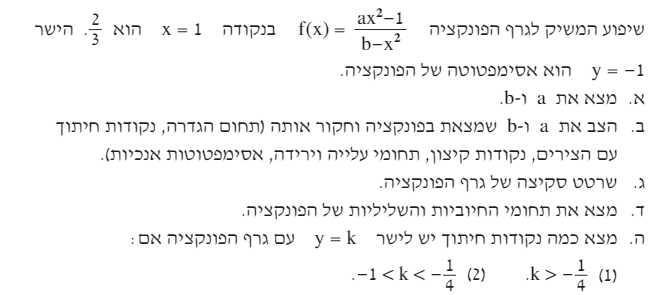 שיפוע המשיק לגרף הפונקציה f(x) = \frac{ax²−1}{b−x²} בנקודה x = 1 הוא \frac{2}{3}. הישר
y = −1 הוא אסימפטוטה של הפונקציה.
א. מצא את a ו-b.
ב. הצב את a ו-b שמצאת בפונקציה וחקור אותה (תחום הגדרה, נקודות חיתוך
עם הצירים, נקודות קיצון, תחומי עלייה וירידה, אסימפטוטות אנכיות).
ג. שרטט סקיצה של גרף הפונקציה.
ד. מצא את תחומי החיוביות והשליליות של הפונקציה.
ה. מצא כמה נקודות חיתוך יש לישר y = k עם גרף הפונקציה אם:
(1) k > −\frac{1}{4}. (2) −1 < k < −\frac{1}{4}.